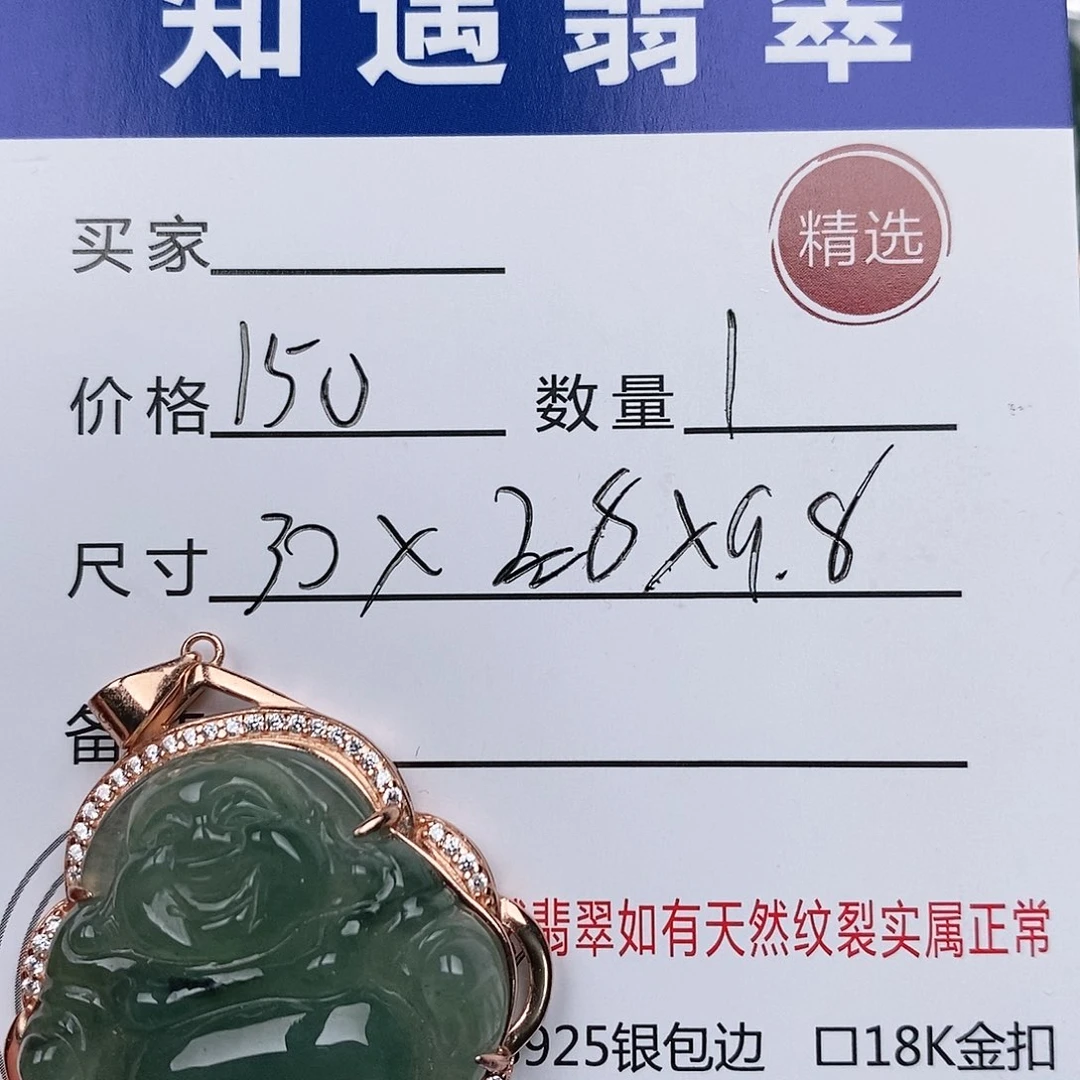 知遇翡翠
精选
买家
价格 150 数量 1
尺寸 30 x 28 x 9.8
备
翡翠如有天然纹裂实属正常
925银包边 口18K金扣